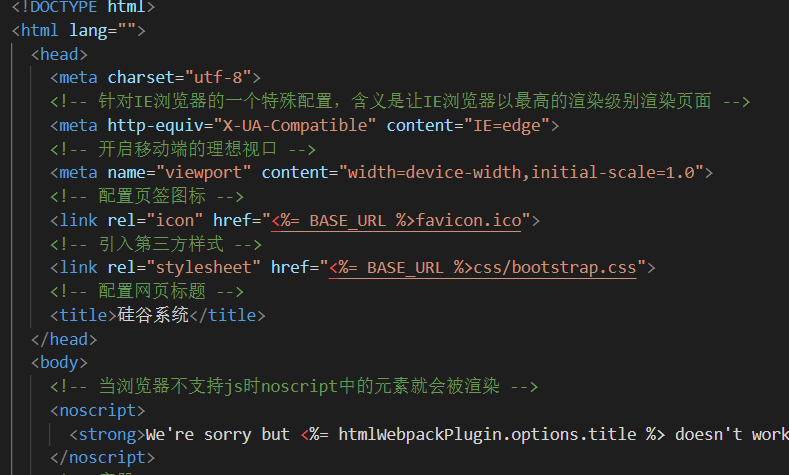 <!DOCTYPE html>
<html lang="">
<head>
<meta charset="utf-8">
<!-- 针对IE浏览器的一个特殊配置，含义是让IE浏览器以最高的渲染级别渲染页面 -->
<meta http-equiv="X-UA-Compatible" content="IE=edge">
<!-- 开启移动端的理想视口 -->
<meta name="viewport" content="width=device-width,initial-scale=1.0">
<!-- 配置页签图标 -->
<link rel="icon" href="<%= BASE_URL %>favicon.ico">
<!-- 引入第三方样式 -->
<link rel="stylesheet" href="<%= BASE_URL %>css/bootstrap.css">
<!-- 配置网页标题 -->
<title>硅谷系统</title>
</head>
<body>
<!-- 当浏览器不支持js时noscript中的元素就会被渲染 -->
<noscript>
<strong>We're sorry but <%= htmlWebpackPlugin.options.title %> doesn't work
</noscript>